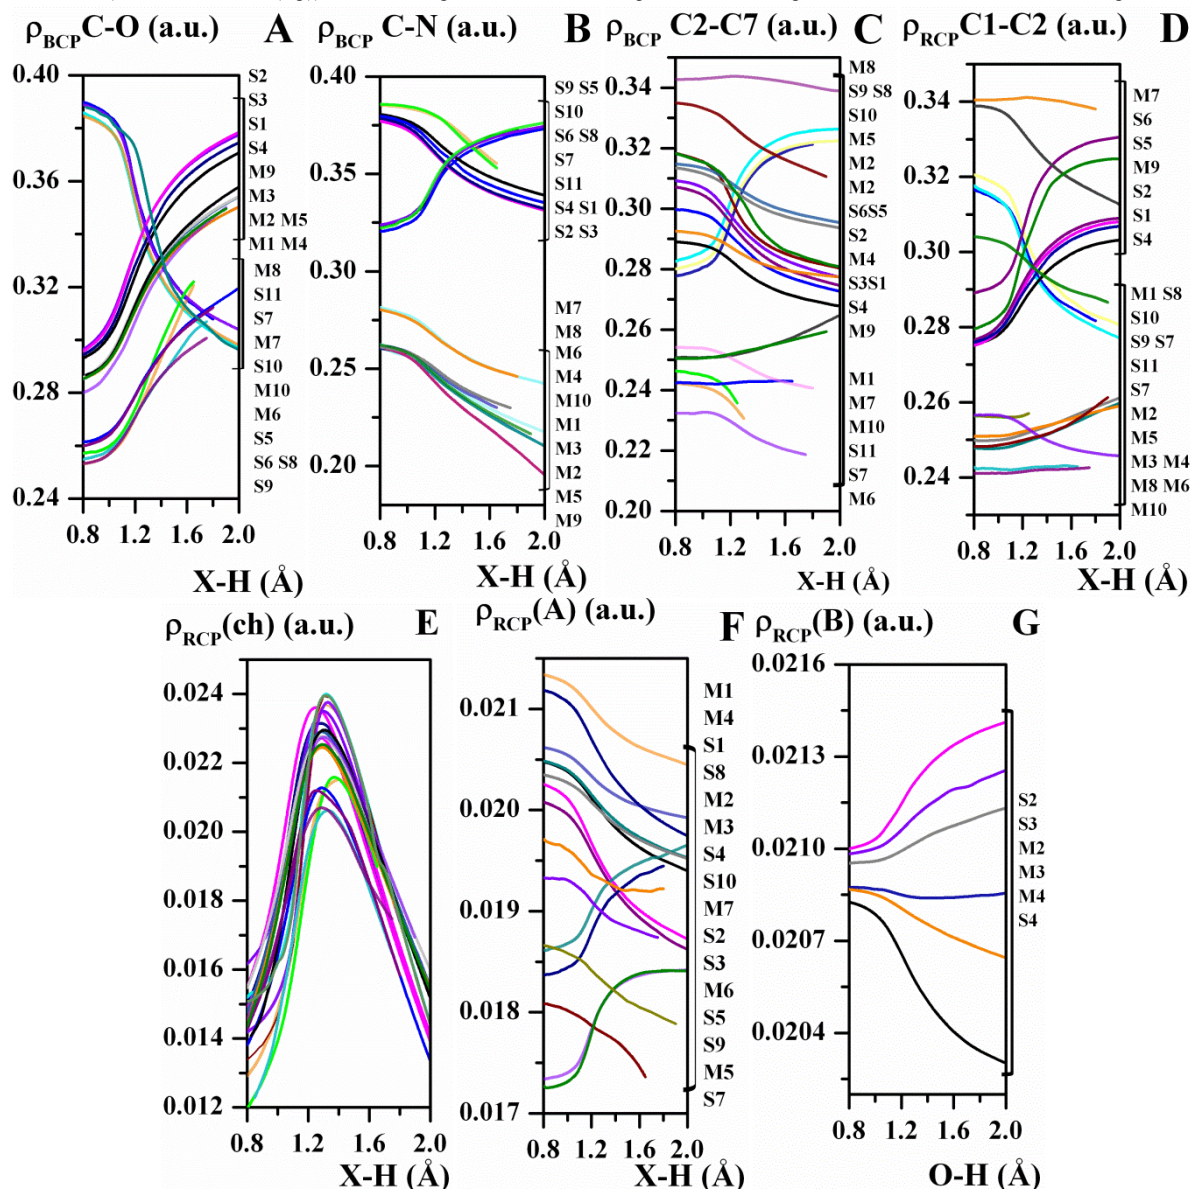 ρBCP C-O (a.u.) A
0.40
0.36
0.32
0.28
0.24
0.8 1.2 1.6 2.0
X-H (Å)
S2
S3
S1
S4
M9
M3
M2 M5
M1 M4
M8
S11
S7
M7
S10
M10
M6
S5
S6 S8
S9
ρBCP C-N (a.u.) B
0.40
0.35
0.30
0.25
0.20
0.8 1.2 1.6 2.0
X-H (Å)
S9 S5
S10
S6 S8
S7
S11
S4 S1
S2 S3
M7
M8
M6
M4
M10
M1
M3
M2
M5
M9
ρBCP C2-C7 (a.u.) C
0.34
0.32
0.30
0.28
0.26
0.24
0.22
0.20
0.8 1.2 1.6 2.0
X-H (Å)
M8
S9 S8
S10
M5
M2
M2
S6S5
S2
M4
S3S1
S4
M9
M1
M7
M10
S11
S7
M6
ρRCP C1-C2 (a.u.) D
0.34
0.32
0.30
0.28
0.26
0.24
0.8 1.2 1.6 2.0
X-H (Å)
M7
S6
S5
M9
S2
S1
S4
M1 S8
S10
S9 S7
S11
S7
M2
M5
M3 M4
M8 M6
M10
ρRCP(ch) (a.u.) E
0.024
0.022
0.020
0.018
0.016
0.014
0.012
0.8 1.2 1.6 2.0
X-H (Å)
ρRCP(A) (a.u.) F
0.021
0.020
0.019
0.018
0.017
0.8 1.2 1.6 2.0
X-H (Å)
M1
M4
S1
S8
M2
M3
S4
S10
M7
S2
S3
M6
S5
S9
M5
S7
ρRCP(B) (a.u.) G
0.0216
0.0213
0.0210
0.0207
0.0204
0.8 1.2 1.6 2.0
O-H (Å)
S2
S3
M2
M3
M4
S4